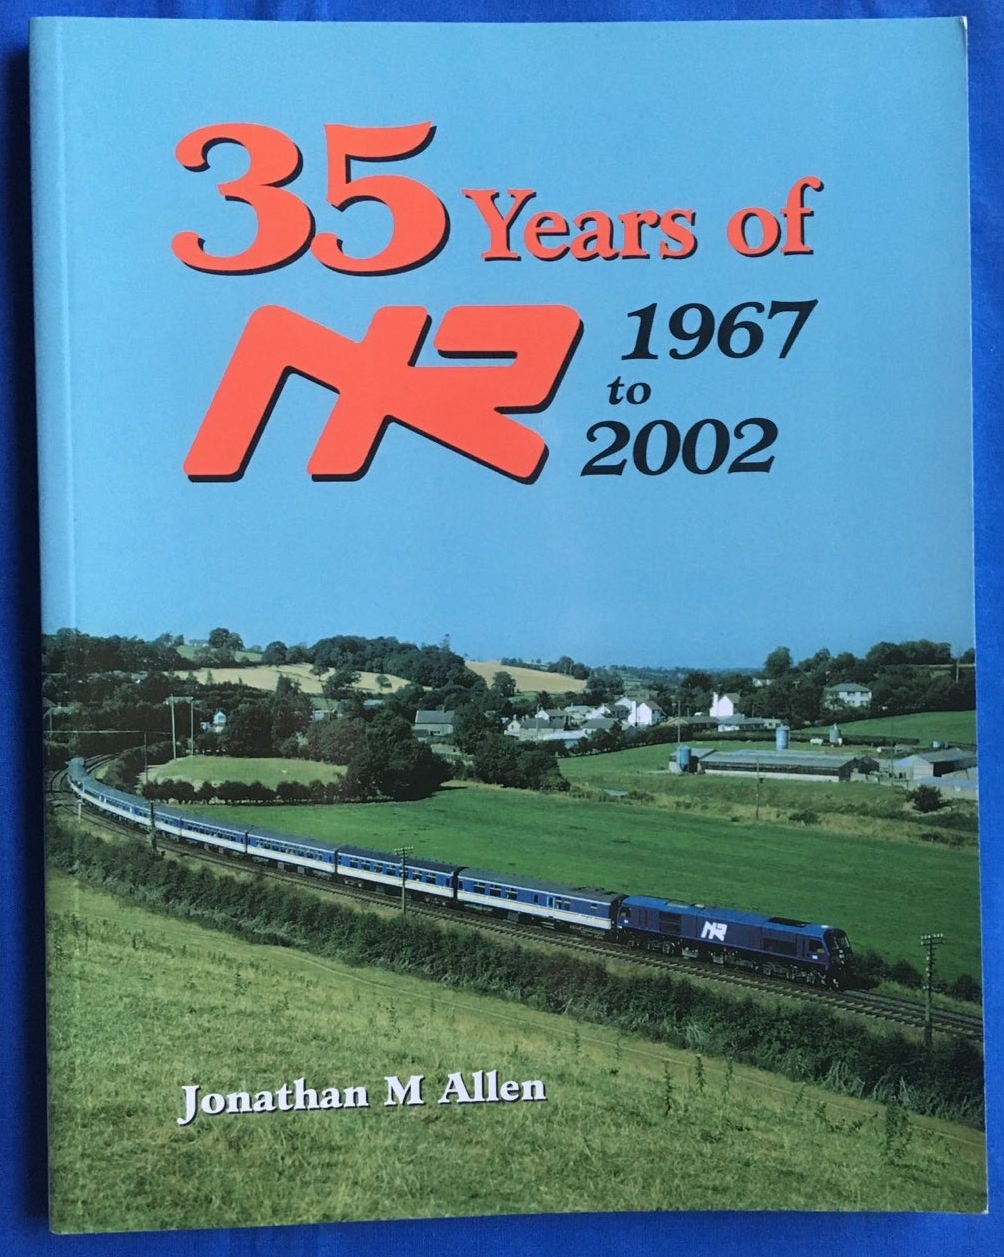 35 Years of
NR 1967
to
2002
NR
Jonathan M Allen